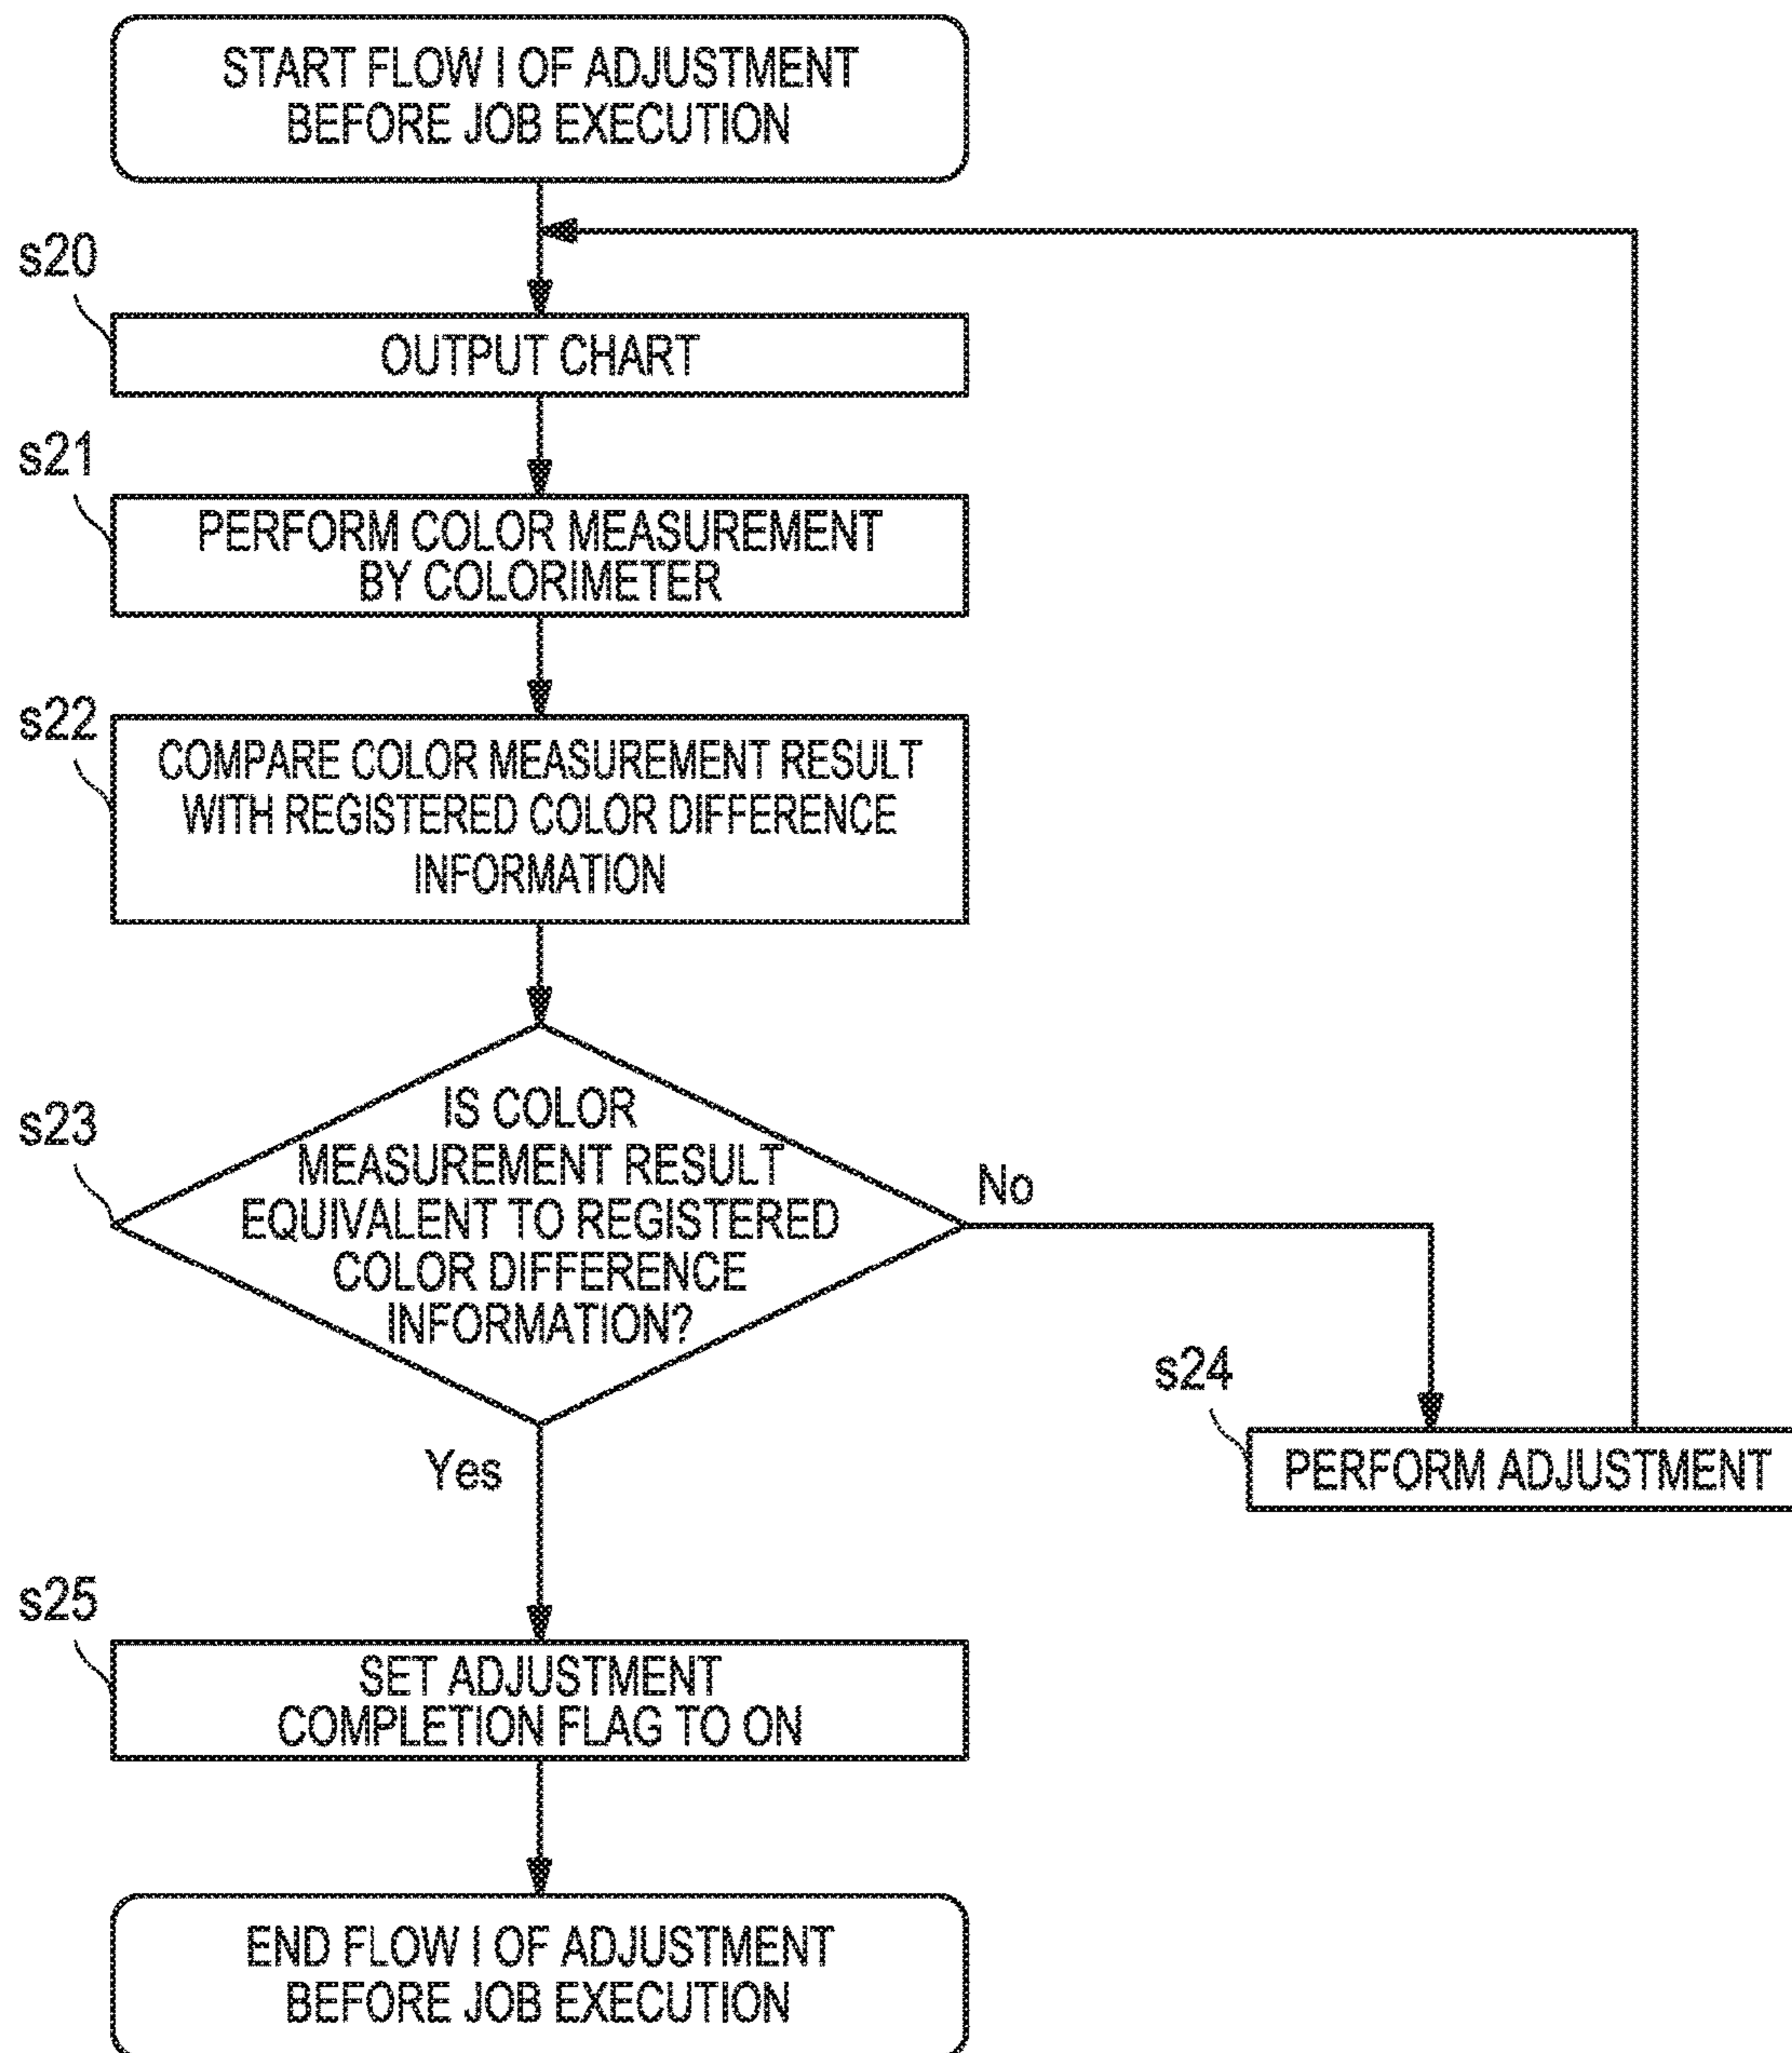 START FLOW I OF ADJUSTMENT
BEFORE JOB EXECUTION
s20
OUTPUT CHART
s21
PERFORM COLOR MEASUREMENT
BY COLORIMETER
s22
COMPARE COLOR MEASUREMENT RESULT
WITH REGISTERED COLOR DIFFERENCE
INFORMATION
s23
IS COLOR
MEASUREMENT RESULT
EQUIVALENT TO REGISTERED
COLOR DIFFERENCE
INFORMATION?
No
s24
PERFORM ADJUSTMENT
Yes
s25
SET ADJUSTMENT
COMPLETION FLAG TO ON
END FLOW I OF ADJUSTMENT
BEFORE JOB EXECUTION